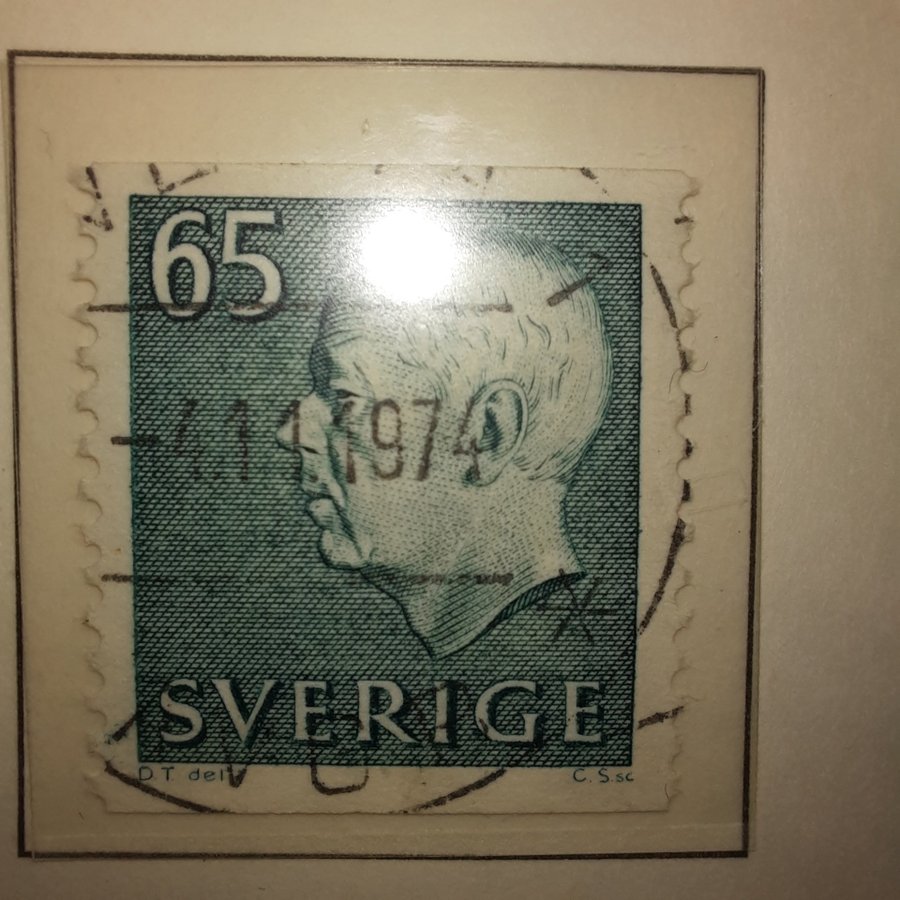 65
-4.11.1974
SVERIGE
D T del C. S. sc